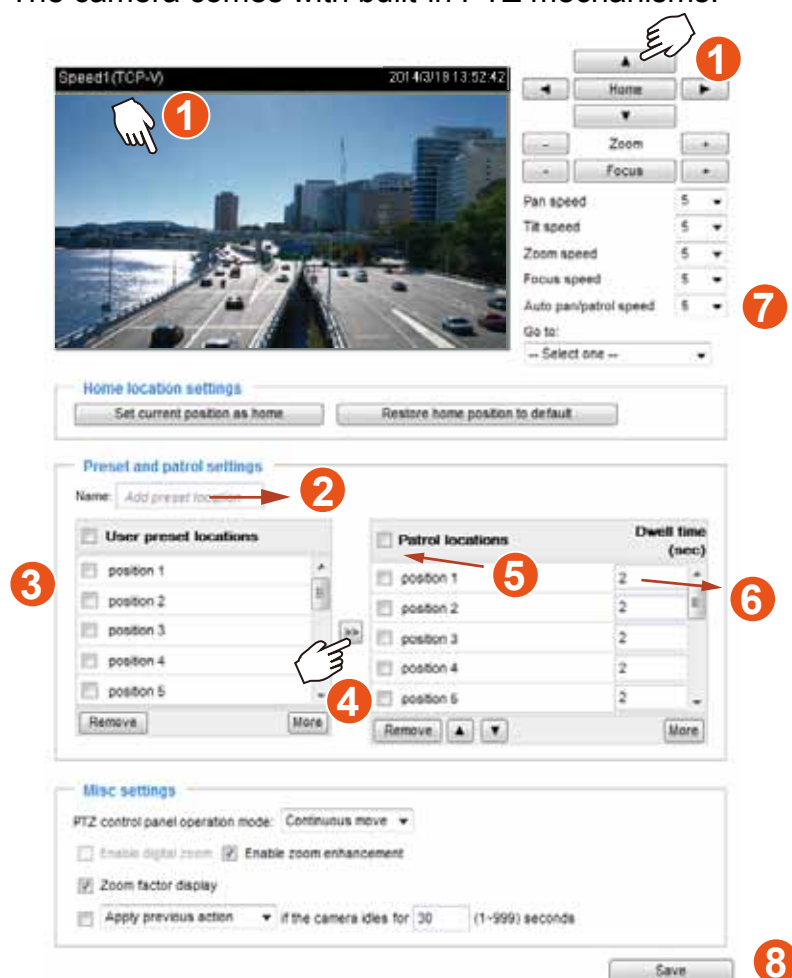 The camera comes with built-in PTZ mechanisms.
1
Speed1(TCP-V) 2014/3/18 13:52:42
1
Home
Zoom
- +
Focus
- +
Pan speed 5
Tilt speed 5
Zoom speed 5
Focus speed 5
Auto pan/patrol speed 5
7
Go to:
-- Select one --
Home location settings
Set current position as home Restore home position to default
Preset and patrol settings
Name: Add preset location
2
User preset locations
3
position 1
position 2
position 3
position 4
position 5
Remove More
>>
4
Patrol locations Dwell time
(sec)
5
position 1 2
6
position 2 2
position 3 2
position 4 2
position 5 2
Remove More
Misc settings
PTZ control panel operation mode: Continuous move
Enable digital zoom Enable zoom enhancement
Zoom factor display
Apply previous action if the camera idles for 30 (1~999) seconds
Save
8